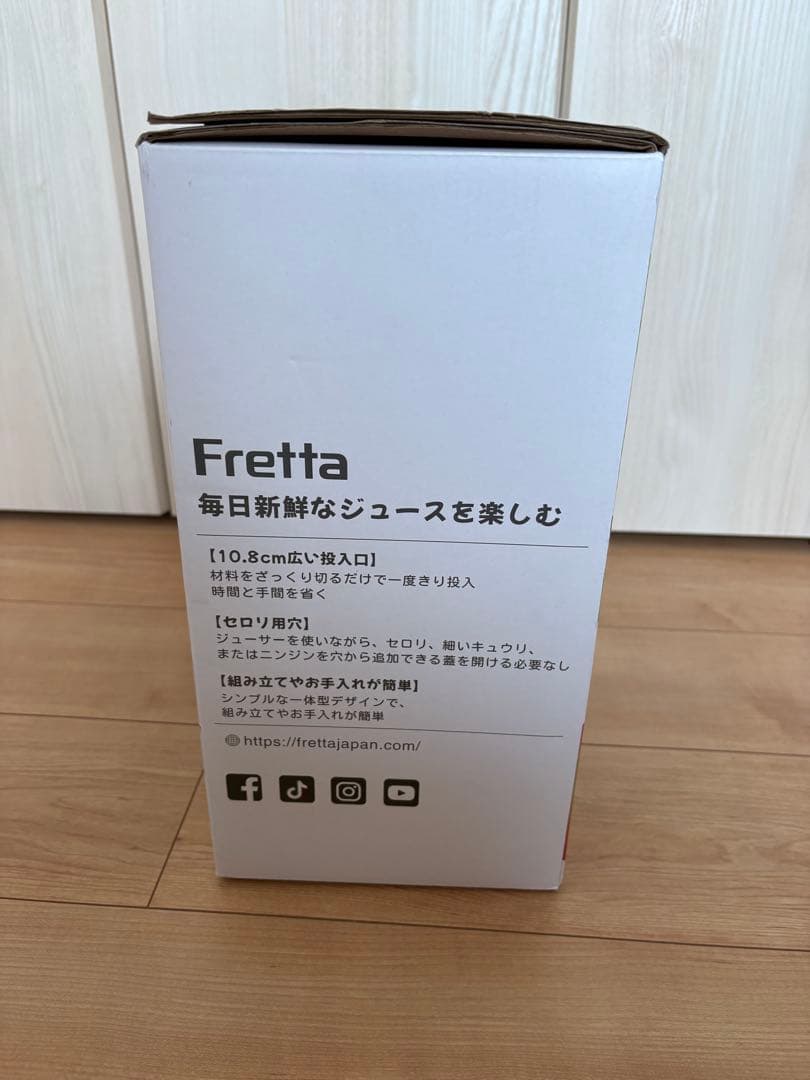 Fretta
毎日新鮮なジュースを楽しむ
【10.8cm広い投入口】
材料をざっくり切るだけで一度きり投入
時間と手間を省く
【セロリ用穴】
ジューサーを使いながら、セロリ、細いキュウリ、
またはニンジンを穴から追加できる蓋を開ける必要なし
【組み立てやお手入れが簡単】
シンプルな一体型デザインで、
組み立てやお手入れが簡単
https://frettajapan.com/